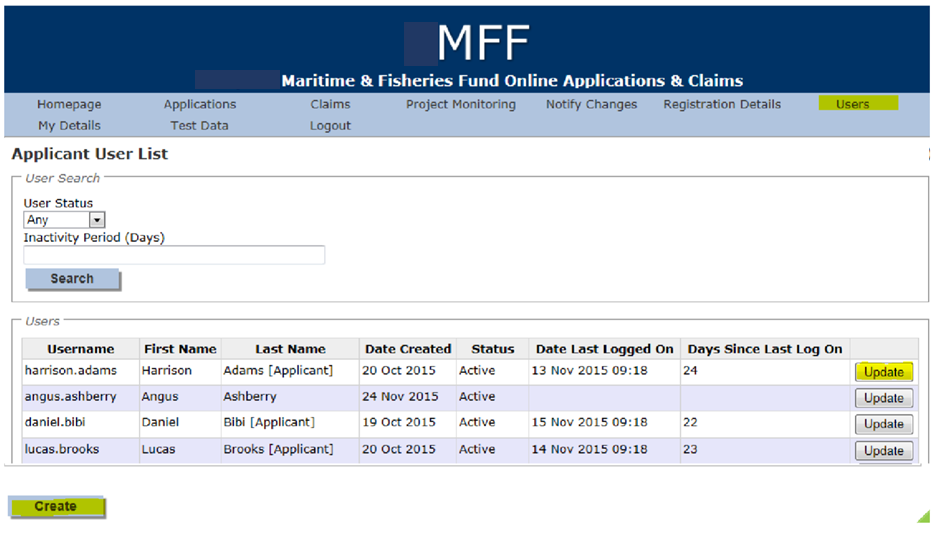 MFF
Maritime & Fisheries Fund Online Applications & Claims
Homepage Applications Claims Project Monitoring Notify Changes Registration Details Users
My Details Test Data Logout
Applicant User List
User Search
User Status
Any
Inactivity Period (Days)
Search
Users
Username First Name Last Name Date Created Status Date Last Logged On Days Since Last Log On
harrison.adams Harrison Adams [Applicant] 20 Oct 2015 Active 13 Nov 2015 09:18 24 Update
angus.ashberry Angus Ashberry 24 Nov 2015 Active Update
daniel.bibi Daniel Bibi [Applicant] 19 Oct 2015 Active 15 Nov 2015 09:18 22 Update
lucas.brooks Lucas Brooks [Applicant] 20 Oct 2015 Active 14 Nov 2015 09:18 23 Update
Create